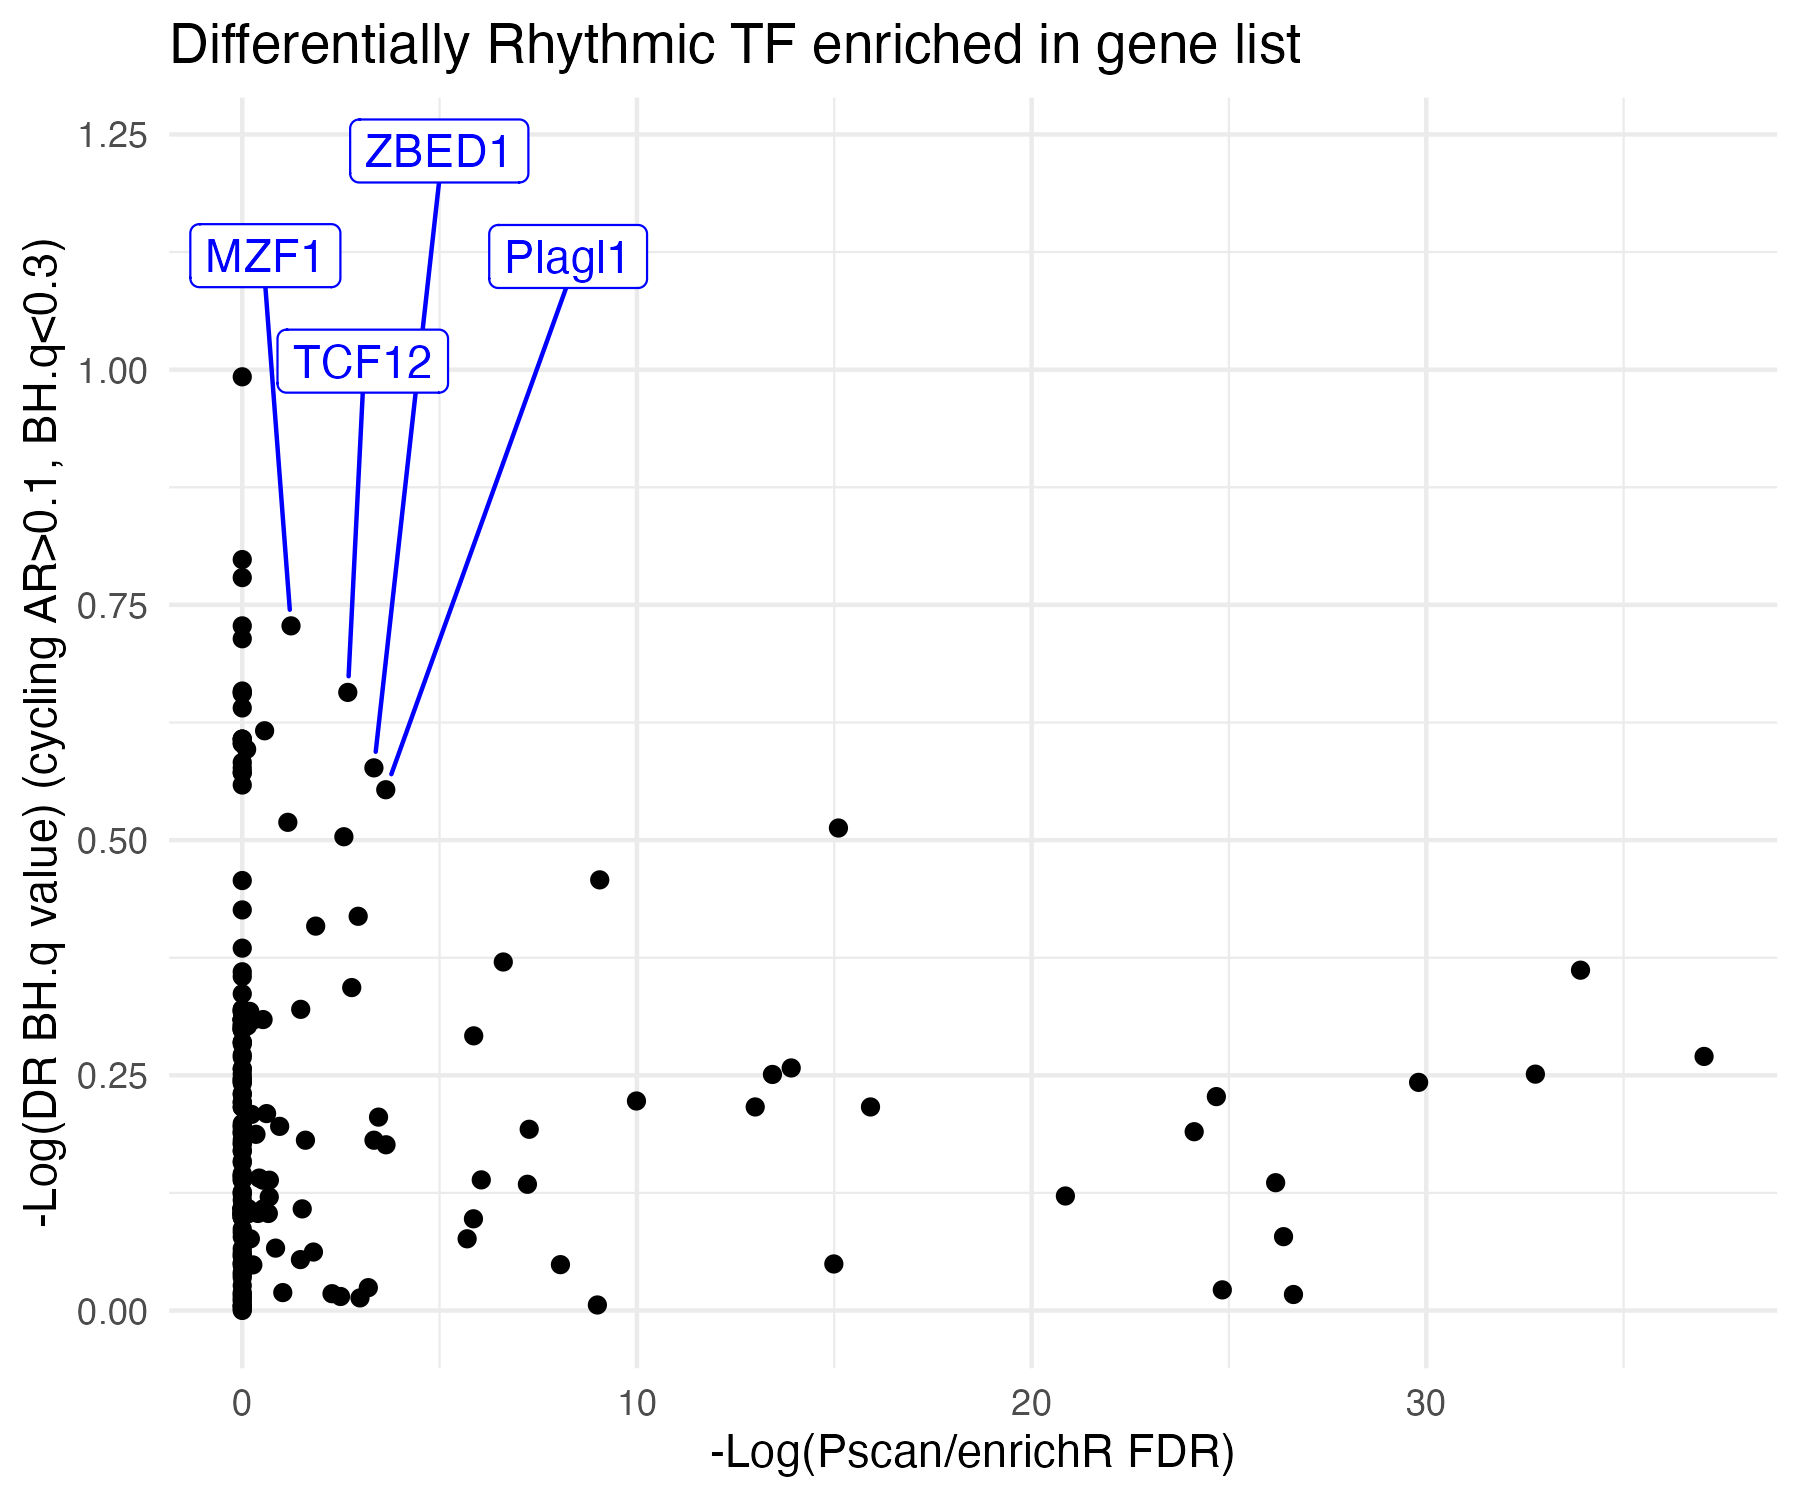 Differentially Rhythmic TF enriched in gene list
-Log(DR BH.q value) (cycling AR>0.1, BH.q<0.3)
1.25
1.00
0.75
0.50
0.25
0.00
ZBED1
MZF1
Plagl1
TCF12
0
10
20
30
-Log(Pscan/enrichR FDR)